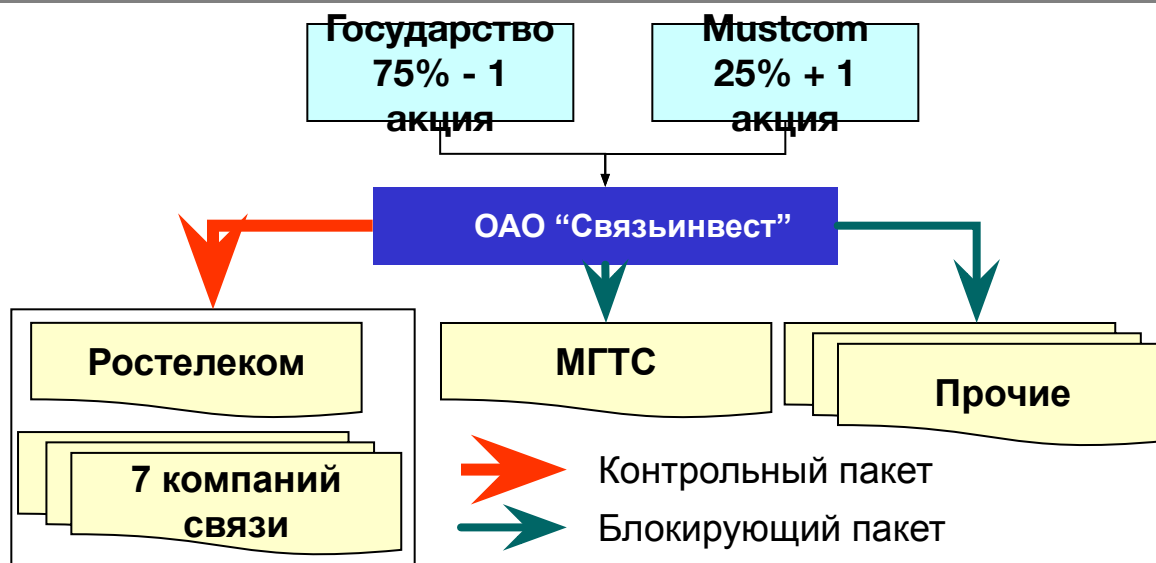 Государство
75% - 1
акция
Mustcom
25% + 1
акция
ОАО “Связьинвест”
Ростелеком
МГТС
Прочие
7 компаний
связи
Контрольный пакет
Блокирующий пакет